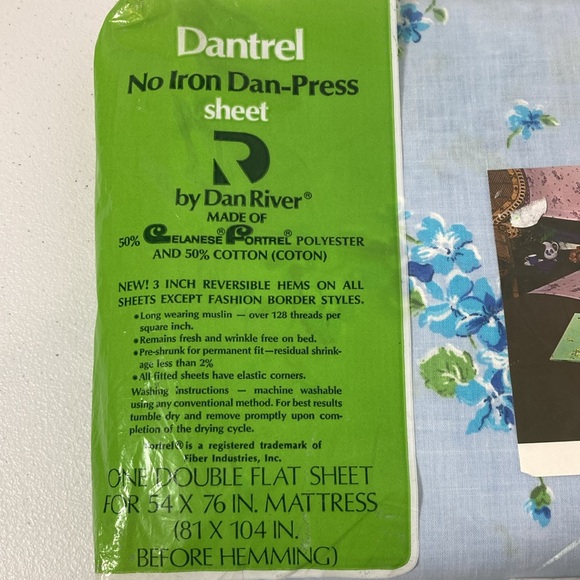 Dantrel
No Iron Dan-Press
sheet
R
by Dan River®
MADE OF
50% Celanese® Fortrel® POLYESTER
AND 50% COTTON (COTON)
NEW! 3 INCH REVERSIBLE HEMS ON ALL
SHEETS EXCEPT FASHION BORDER STYLES.
•Long wearing muslin — over 128 threads per
square inch.
•Remains fresh and wrinkle free on bed.
•Pre-shrunk for permanent fit—residual shrink-
age less than 2%
•All fitted sheets have elastic corners.
Washing instructions — machine washable
using any conventional method. For best results
tumble dry and remove promptly upon com-
pletion of the drying cycle.
Fortrel® is a registered trademark of
Fiber Industries, Inc.
ONE DOUBLE FLAT SHEET
FOR 54 X 76 IN. MATTRESS
(81 X 104 IN.
BEFORE HEMMING)